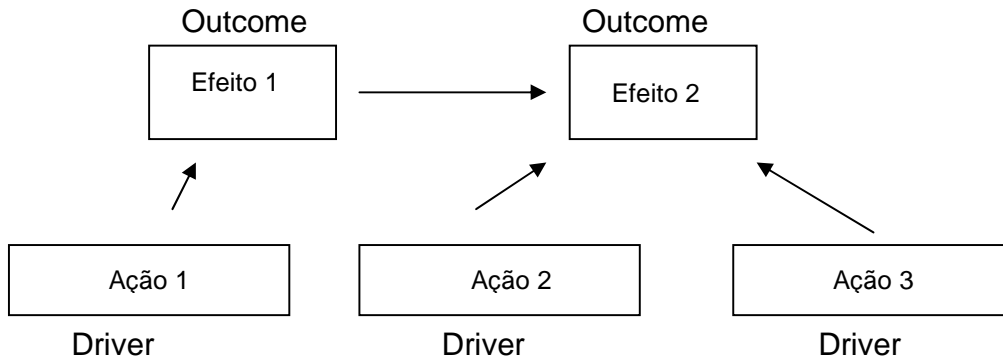 Outcome
Outcome
Efeito 1
Efeito 2
Ação 1
Ação 2
Ação 3
Driver
Driver
Driver